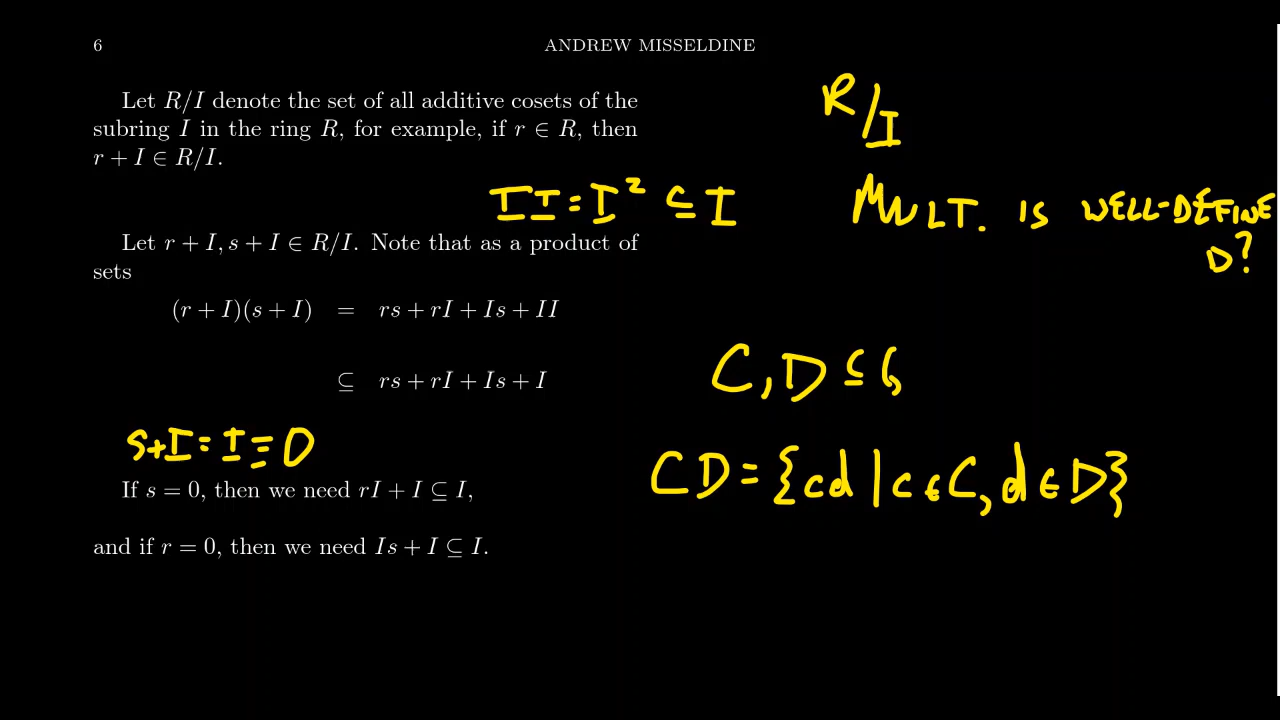 6 ANDREW MISSELDINE
Let R/I denote the set of all additive cosets of the
subring I in the ring R, for example, if r ∈ R, then
r + I ∈ R/I.
R/I
II = I² ⊆ I
MULT. IS WELL-DEFINE
D?
Let r + I, s + I ∈ R/I. Note that as a product of
sets
(r + I)(s + I) = rs + rI + Is + II
⊆ rs + rI + Is + I
C, D ⊆ G
S+I = I ≡ 0
CD = {cd | c ∈ C, d ∈ D}
If s = 0, then we need rI + I ⊆ I,
and if r = 0, then we need Is + I ⊆ I.